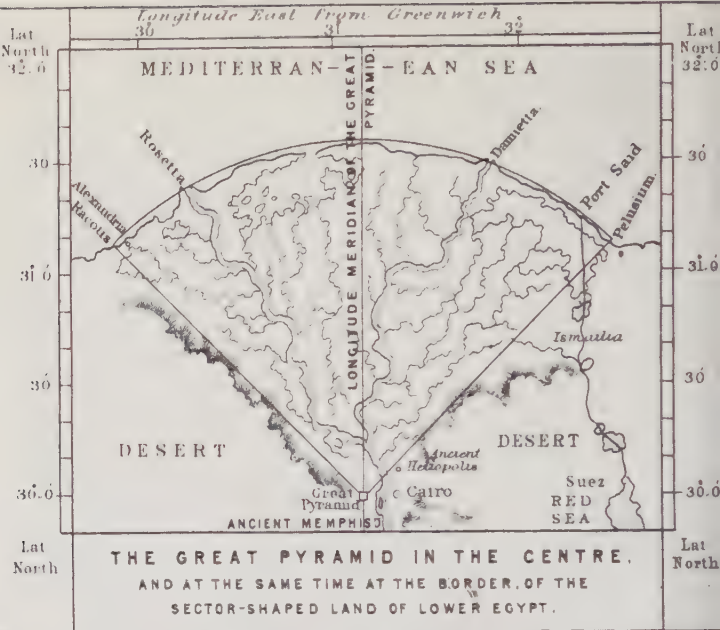 Longitude East from Greenwich
30 31 32
Lat
North
32.0
Lat
North
32.0
MEDITERRAN- -EAN SEA
LONGITUDE MERIDIAN OF THE GREAT
PYRAMID.
Rosetta
Damietta.
30
30
Port Said
Alexandria
Racous
Pelusium.
31.0
31.0
Ismailia
30
30
DESERT
DESERT
Ancient
Heliopolis
Great
Pyramid
Cairo
Suez
RED
SEA
30.0
30.0
ANCIENT MEMPHIS
Lat
North
Lat
North
THE GREAT PYRAMID IN THE CENTRE,
AND AT THE SAME TIME AT THE BORDER, OF THE
SECTOR-SHAPED LAND OF LOWER EGYPT.